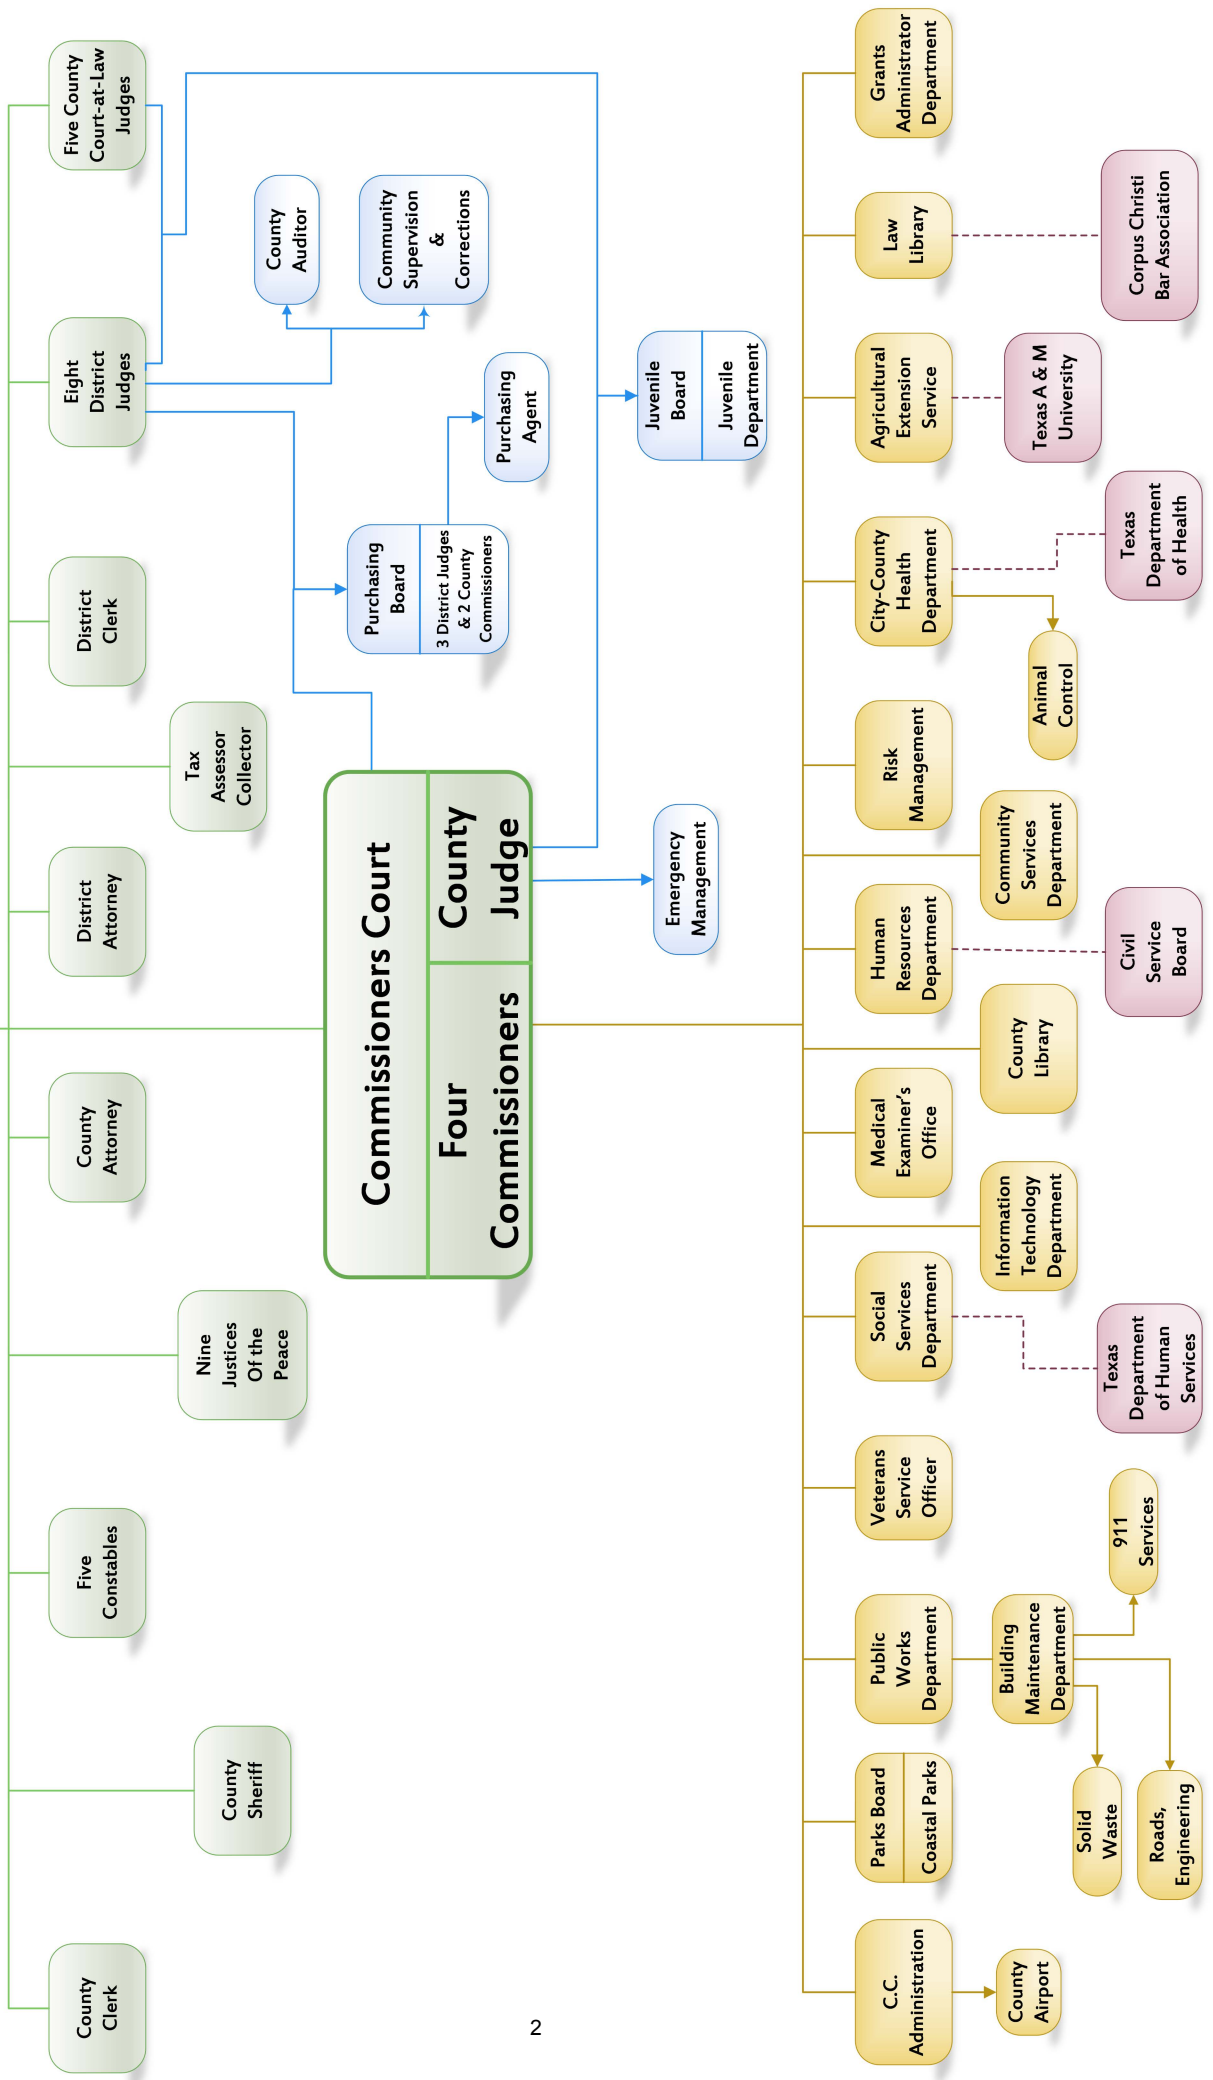 County
Clerk
County
Sheriff
Five
Constables
Nine
Justices
Of the
Peace
County
Attorney
District
Attorney
Tax
Assessor
Collector
District
Clerk
Eight
District
Judges
Five County
Court-at-Law
Judges
Commissioners Court
Four
Commissioners
County
Judge
Purchasing
Board
3 District Judges
& 2 County
Commissioners
County
Auditor
Community
Supervision
&
Corrections
Purchasing
Agent
Emergency
Management
Juvenile
Board
Juvenile
Department
C.C.
Administration
County
Airport
Parks Board
Coastal Parks
Public
Works
Department
Building
Maintenance
Department
Solid
Waste
Roads,
Engineering
911
Services
Veterans
Service
Officer
Social
Services
Department
Texas
Department
of Human
Services
Information
Technology
Department
Medical
Examiner's
Office
County
Library
Human
Resources
Department
Civil
Service
Board
Community
Services
Department
Risk
Management
City-County
Health
Department
Animal
Control
Texas
Department
of Health
Agricultural
Extension
Service
Texas A & M
University
Law
Library
Corpus Christi
Bar Association
Grants
Administrator
Department
2